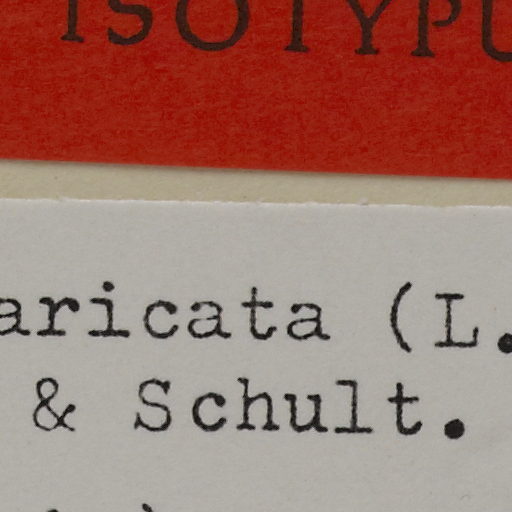 ISOTYPU
aricata (L.
& Schult.